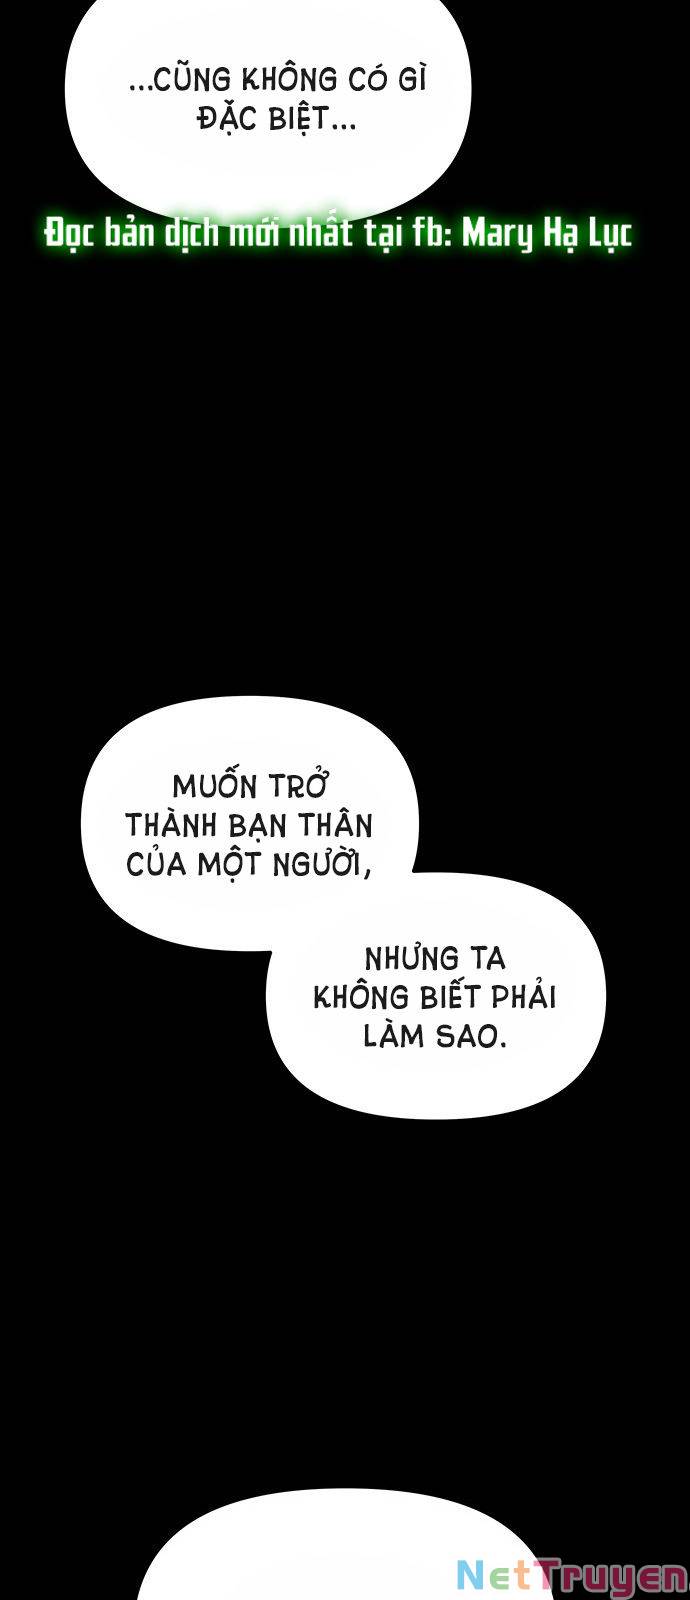 ...CŨNG KHÔNG CÓ GÌ
ĐẶC BIỆT...
Đọc bản dịch mới nhất tại fb: Mary Hạ Lục
MUỐN TRỞ
THÀNH BẠN THÂN
CỦA MỘT NGƯỜI,
NHƯNG TA
KHÔNG BIẾT PHẢI
LÀM SAO.
NetTruyen